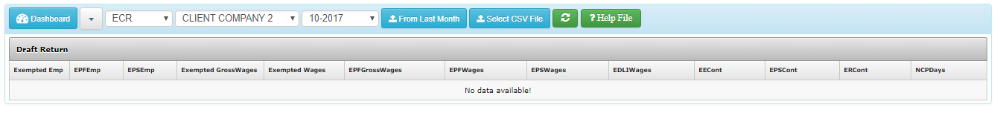 Dashboard ECR CLIENT COMPANY 2 10-2017 From Last Month Select CSV File ? Help File
Draft Return
Exempted Emp EPFEmp EPSEmp Exempted GrossWages Exempted Wages EPFGrossWages EPFWages EPSWages EDLIWages EECont EPSCont ERCont NCPDays
No data available!